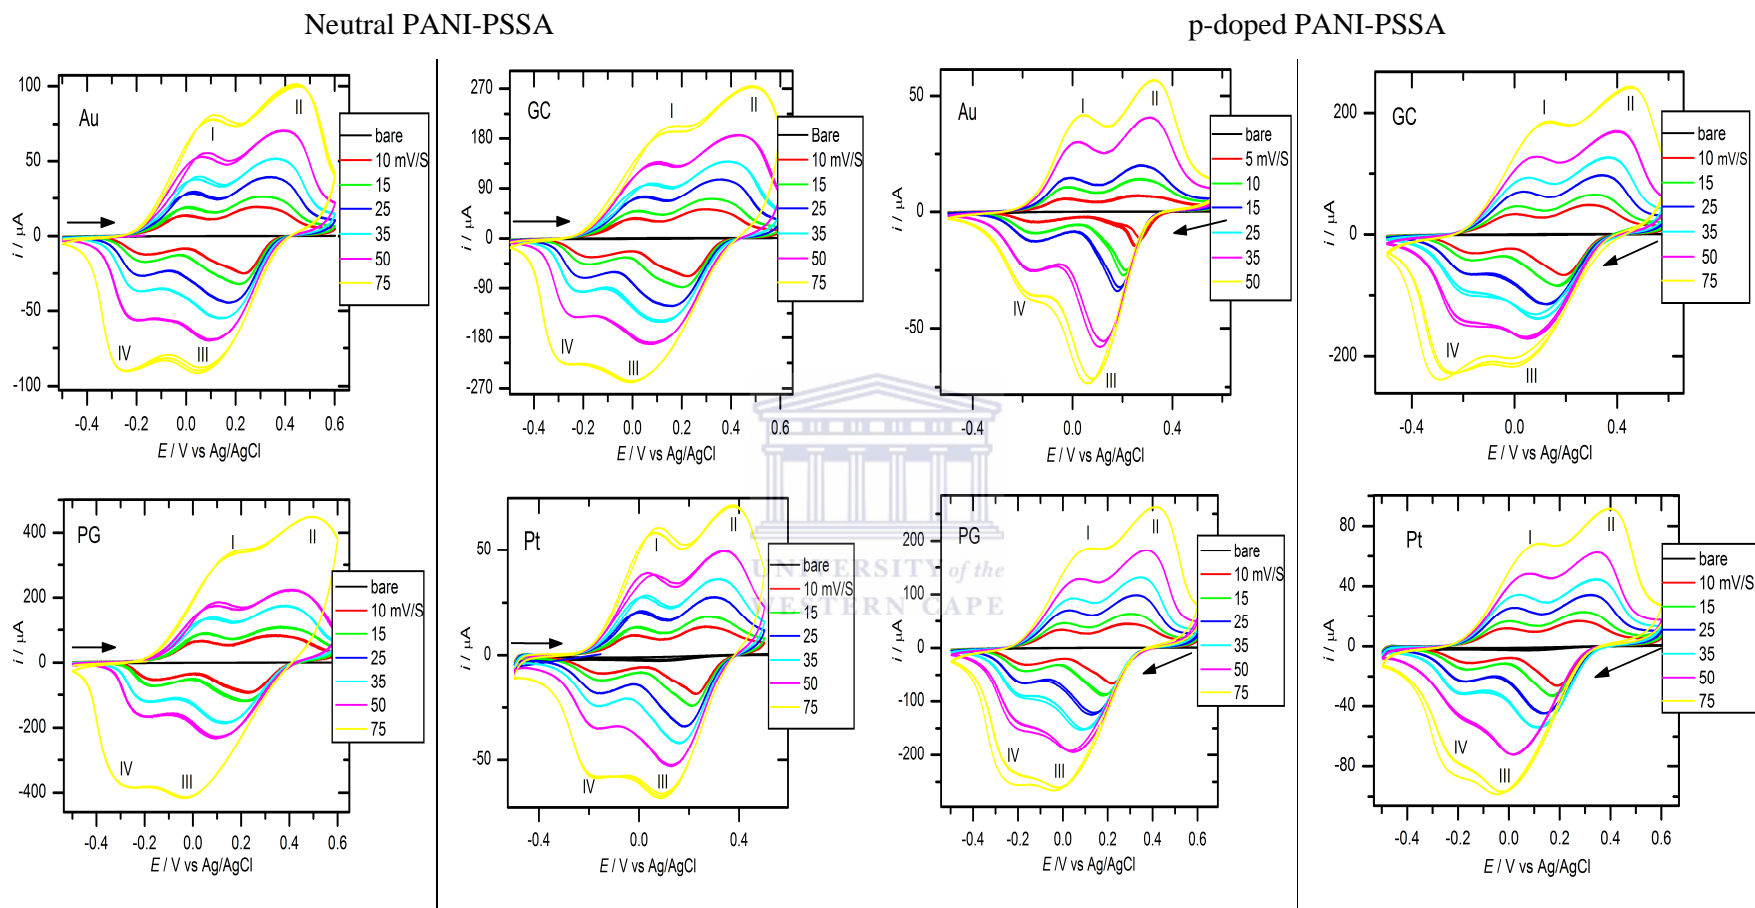 Neutral PANI-PSSA
p-doped PANI-PSSA
Au
I
II
III
IV
bare
10 mV/S
15
25
35
50
75
100
50
0
-50
-100
i / µA
-0.4 -0.2 0.0 0.2 0.4 0.6
E / V vs Ag/AgCl
GC
I
II
III
IV
Bare
10 mV/S
15
25
35
50
75
270
180
90
0
-90
-180
-270
i / µA
-0.4 -0.2 0.0 0.2 0.4 0.6
E / V vs Ag/AgCl
Au
I
II
III
IV
bare
5 mV/S
10
15
25
35
50
50
0
-50
i / µA
-0.4 0.0 0.4
E / V vs Ag/AgCl
GC
I
II
III
IV
bare
10 mV/S
15
25
35
50
75
200
0
-200
i / µA
-0.4 0.0 0.4
E / V vs Ag/AgCl
PG
I
II
III
IV
bare
10 mV/S
15
25
35
50
75
400
200
0
-200
-400
i / µA
-0.4 -0.2 0.0 0.2 0.4 0.6
E / V vs Ag/AgCl
Pt
I
II
III
IV
bare
10 mV/S
15
25
35
50
75
50
0
-50
i / µA
-0.4 0.0 0.4
E / V vs Ag/AgCl
PG
I
II
III
IV
bare
10 mV/S
15
25
35
50
75
200
100
0
-100
-200
i / µA
-0.4 -0.2 0.0 0.2 0.4 0.6
E /V vs Ag/AgCl
Pt
I
II
III
IV
bare
10 mV/S
15
25
35
50
75
80
40
0
-40
-80
i / µA
-0.4 -0.2 0.0 0.2 0.4 0.6
E / V vs Ag/AgCl
UNIVERSITY of the
WESTERN CAPE